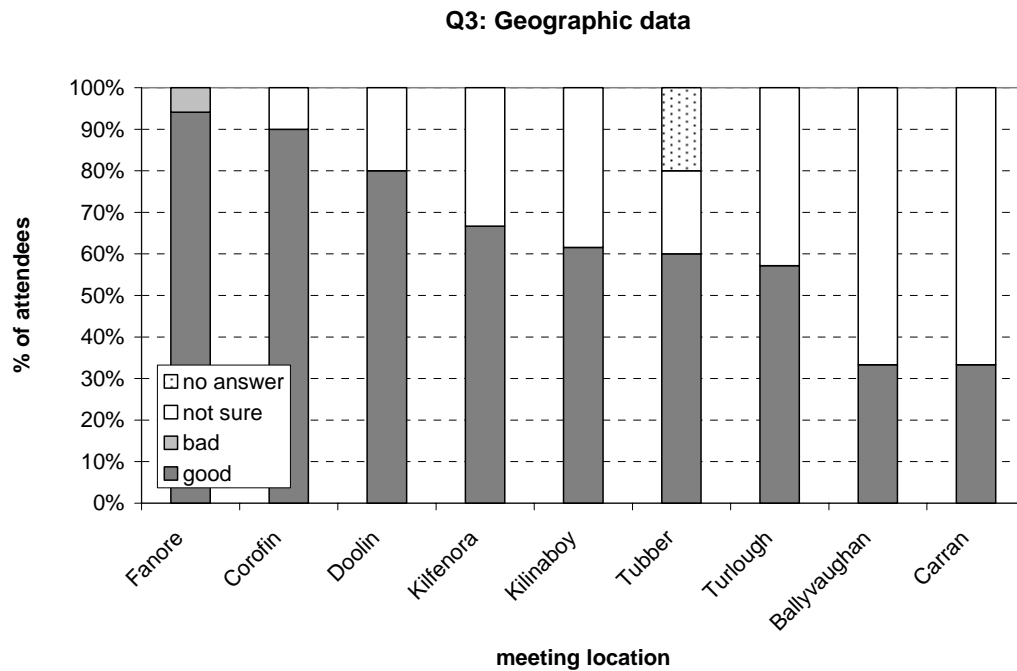 Q3: Geographic data
% of attendees
100%
90%
80%
70%
60%
50%
40%
30%
20%
10%
0%
no answer
not sure
bad
good
Fanore
Corofin
Doolin
Kilfenora
Kilinaboy
Tubber
Turlough
Ballyvaughan
Carran
meeting location